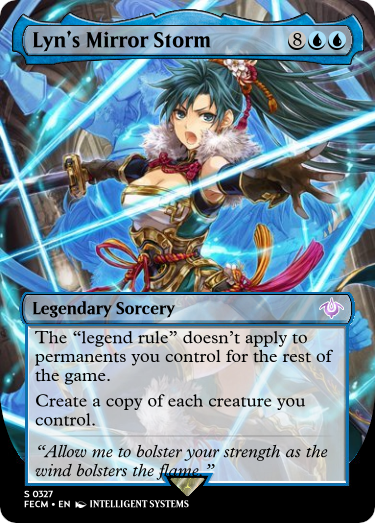 Lyn's Mirror Storm 8
Legendary Sorcery
The “legend rule” doesn't apply to
permanents you control for the rest of
the game.
Create a copy of each creature you
control.
“Allow me to bolster your strength as the
wind bolsters the flame.”
S 0327
FECM • EN INTELLIGENT SYSTEMS